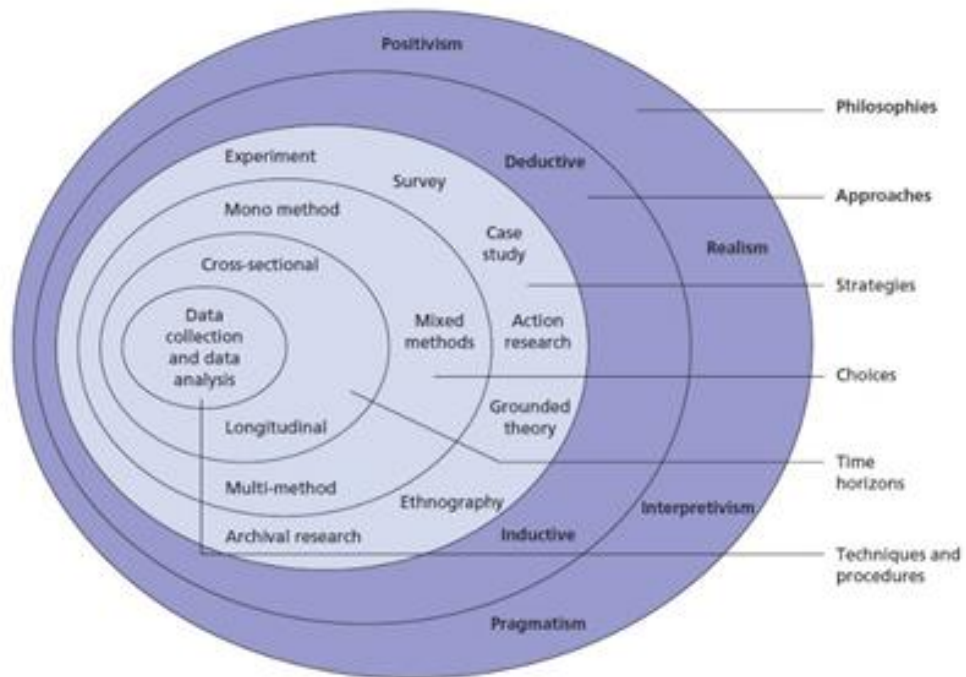 Positivism
Philosophies
Experiment
Deductive
Survey
Approaches
Mono method
Case
study
Realism
Cross-sectional
Strategies
Data
collection
and data
analysis
Mixed
methods
Action
research
Choices
Grounded
theory
Longitudinal
Time
horizons
Multi-method
Ethnography
Interpretivism
Archival research
Inductive
Techniques and
procedures
Pragmatism